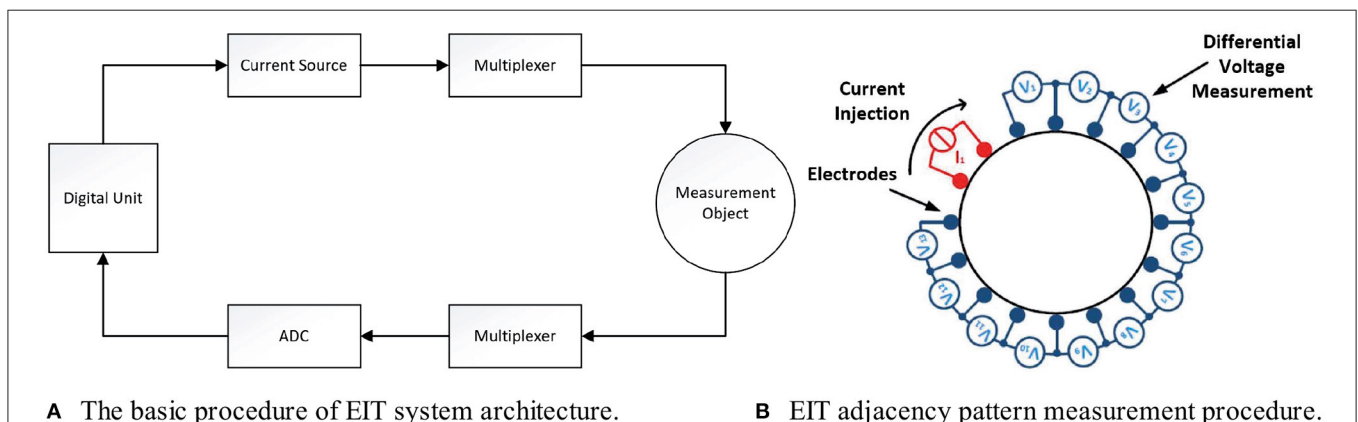 Current Source
Multiplexer
Digital Unit
Measurement
Object
ADC
Multiplexer
A The basic procedure of EIT system architecture.
Differential
Voltage
Measurement
Current
Injection
Electrodes
I₁
V₁
V₂
V₃
V₄
V₅
V₆
V₇
V₈
V₉
V₁₀
V₁₁
V₁₂
V₁₃
B EIT adjacency pattern measurement procedure.